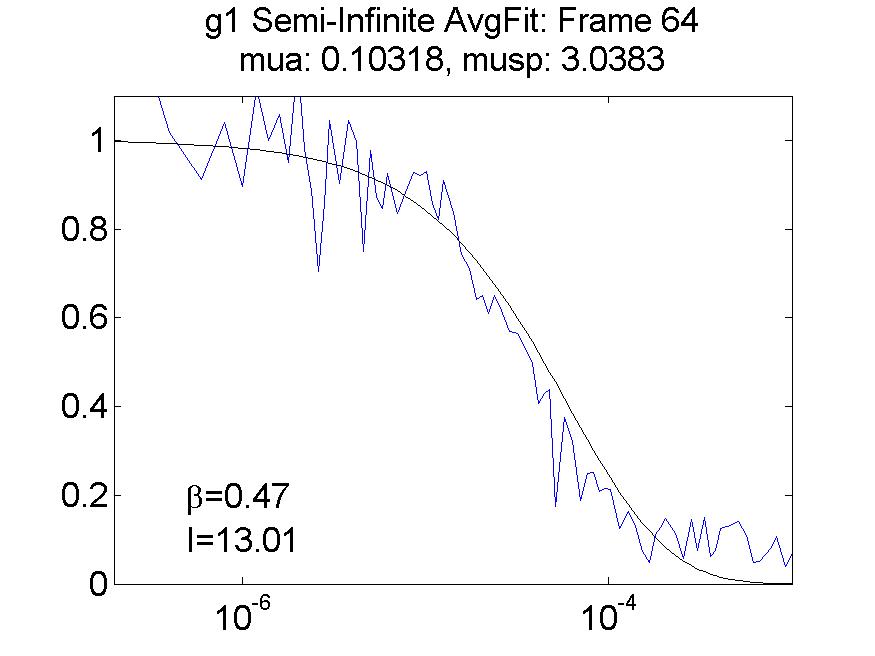 g1 Semi-Infinite AvgFit: Frame 64
mua: 0.10318, musp: 3.0383
1
0.8
0.6
0.4
0.2
0
β=0.47
I=13.01
10^-6
10^-4